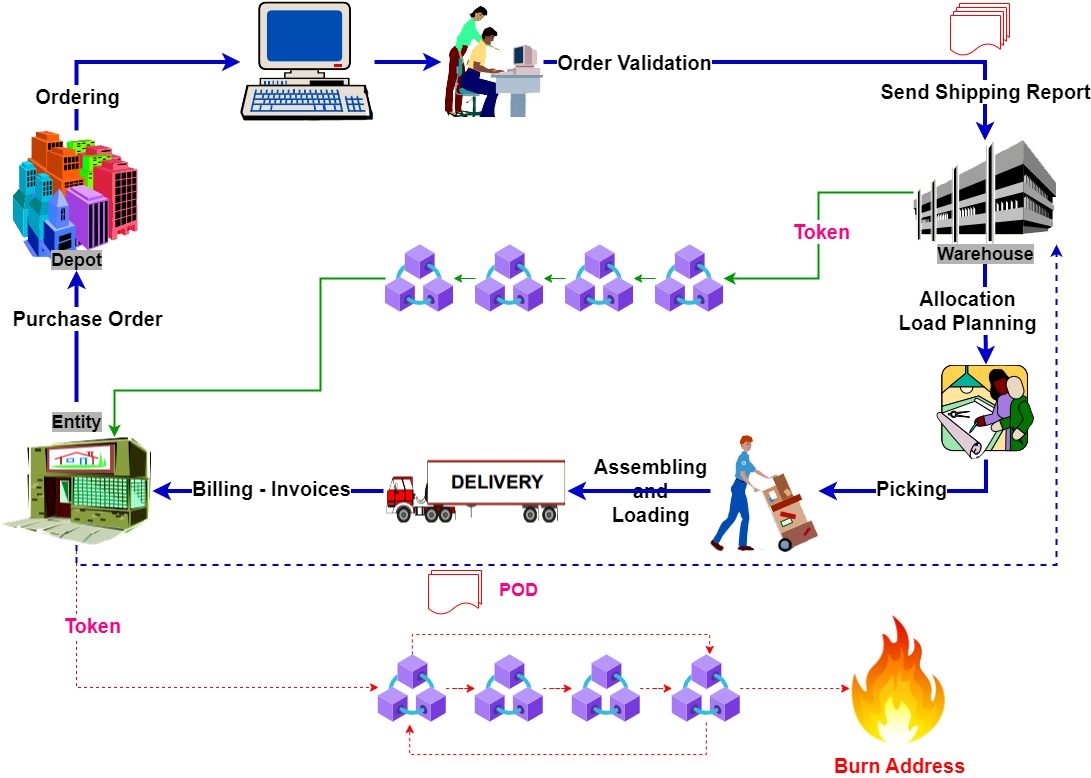 Order Validation
Ordering
Send Shipping Report
Token
Depot
Warehouse
Purchase Order
Allocation
Load Planning
Entity
Billing - Invoices
DELIVERY
Assembling
and
Loading
Picking
POD
Token
Burn Address